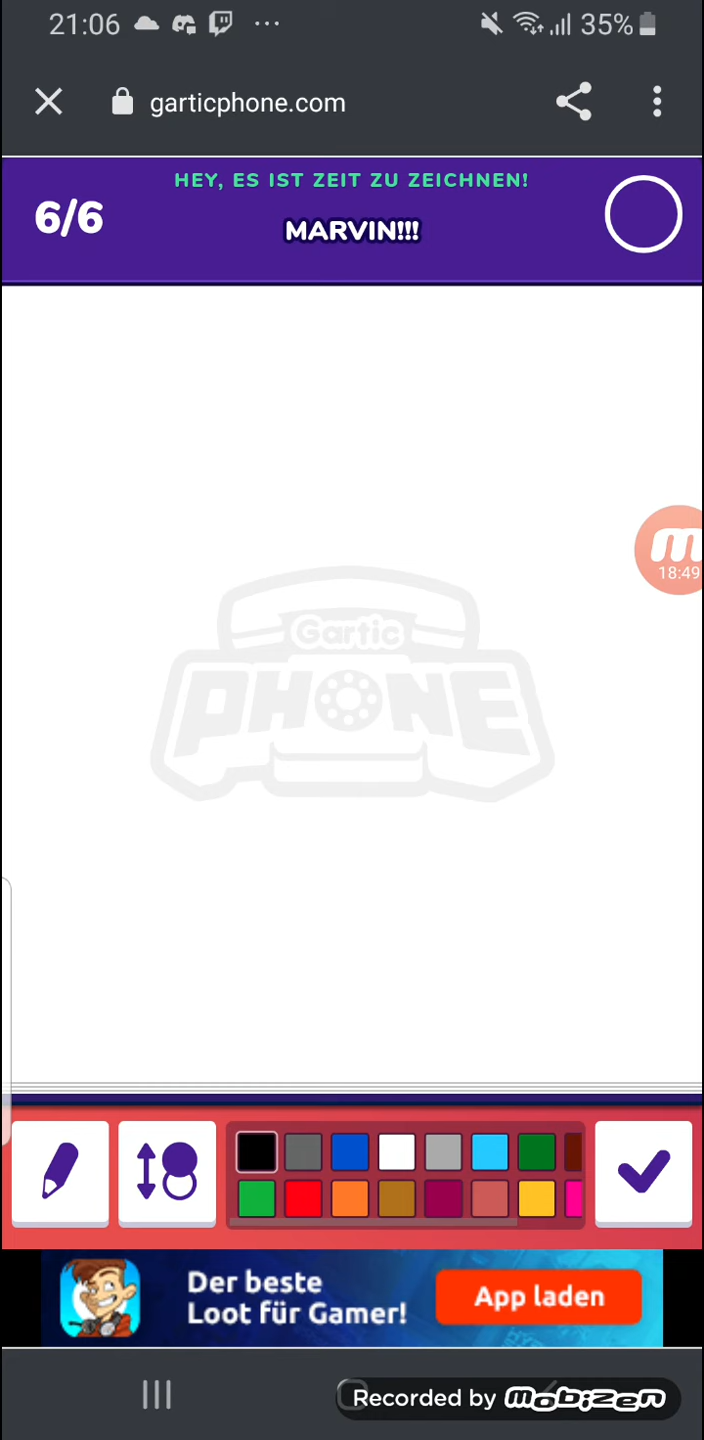 21:06 ... 35%
garticphone.com
HEY, ES IST ZEIT ZU ZEICHNEN!
6/6
MARVIN!!!
18:49
Gartic
PHONE
Der beste
Loot für Gamer!
App laden
Recorded by mobizen